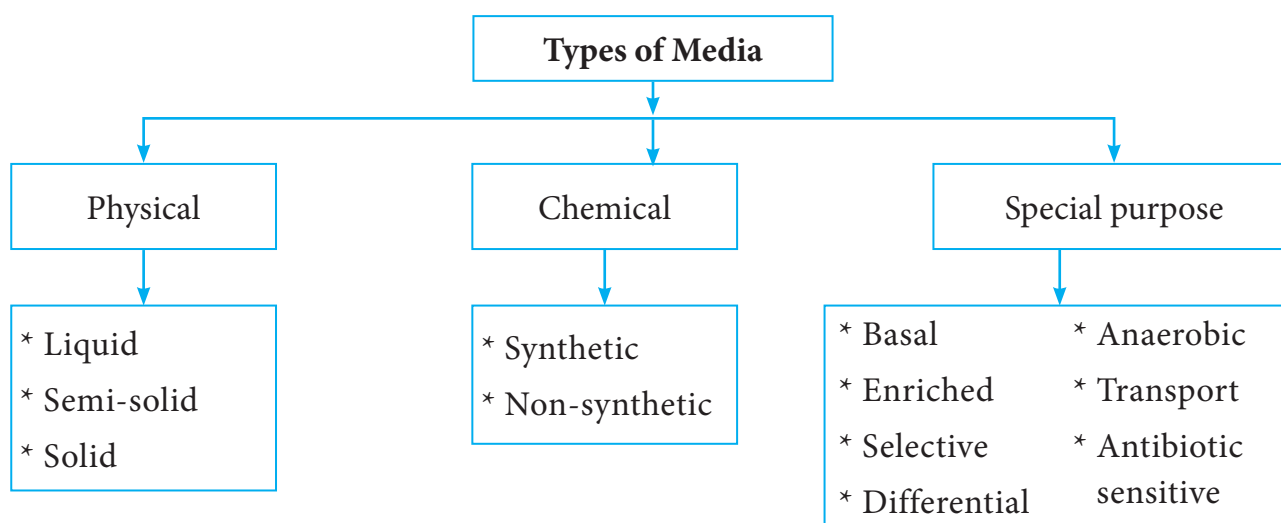 Types of Media
Physical
Chemical
Special purpose
* Liquid
* Semi-solid
* Solid
* Synthetic
* Non-synthetic
* Basal
* Enriched
* Selective
* Differential
* Anaerobic
* Transport
* Antibiotic
sensitive